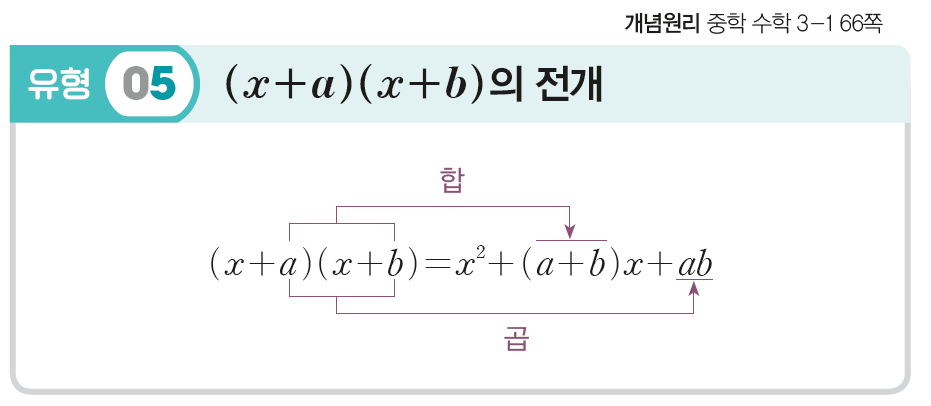 개념원리 중학 수학 3-1 66쪽
유형 05 (x+a)(x+b)의 전개
합
(x+a)(x+b)=x²+(a+b)x+ab
곱